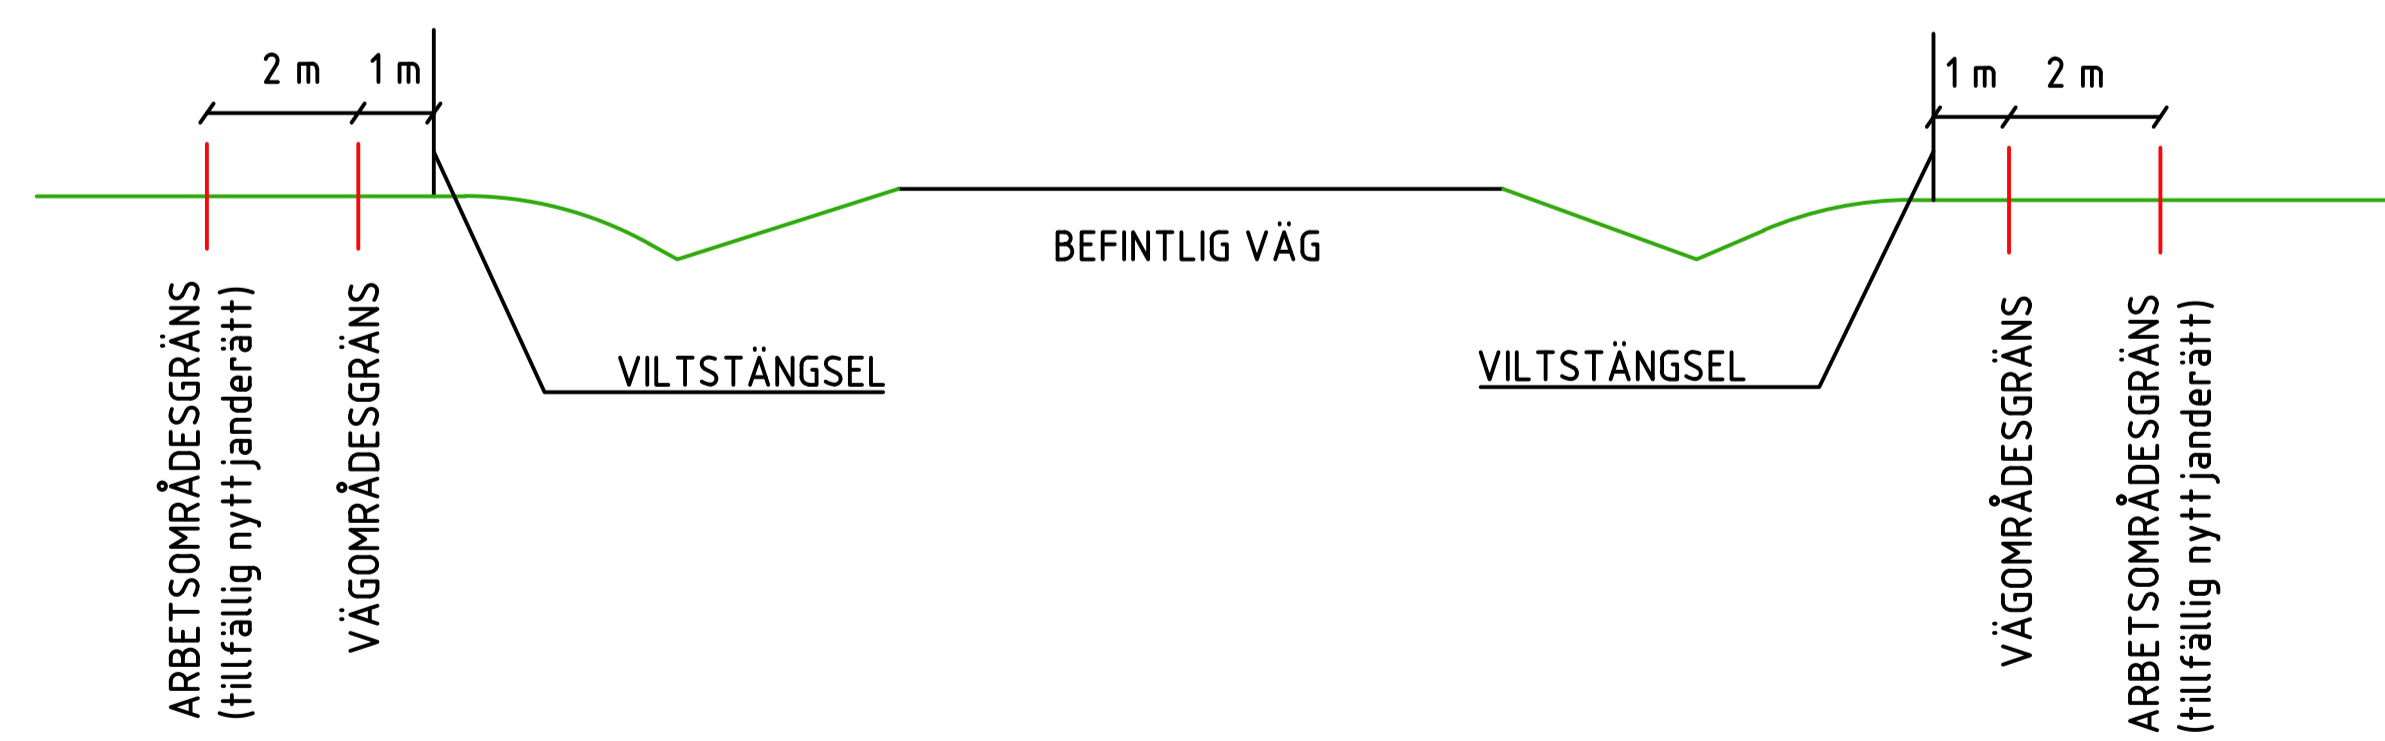 2 m
1 m
1 m
2 m
BEFINTLIG VÄG
VILTSTÄNGSEL
VILTSTÄNGSEL
ARBETSOMRÅDESGRÄNS
(tillfällig nyttjanderätt)
VÄGOMRÅDESGRÄNS
VÄGOMRÅDESGRÄNS
ARBETSOMRÅDESGRÄNS
(tillfällig nyttjanderätt)